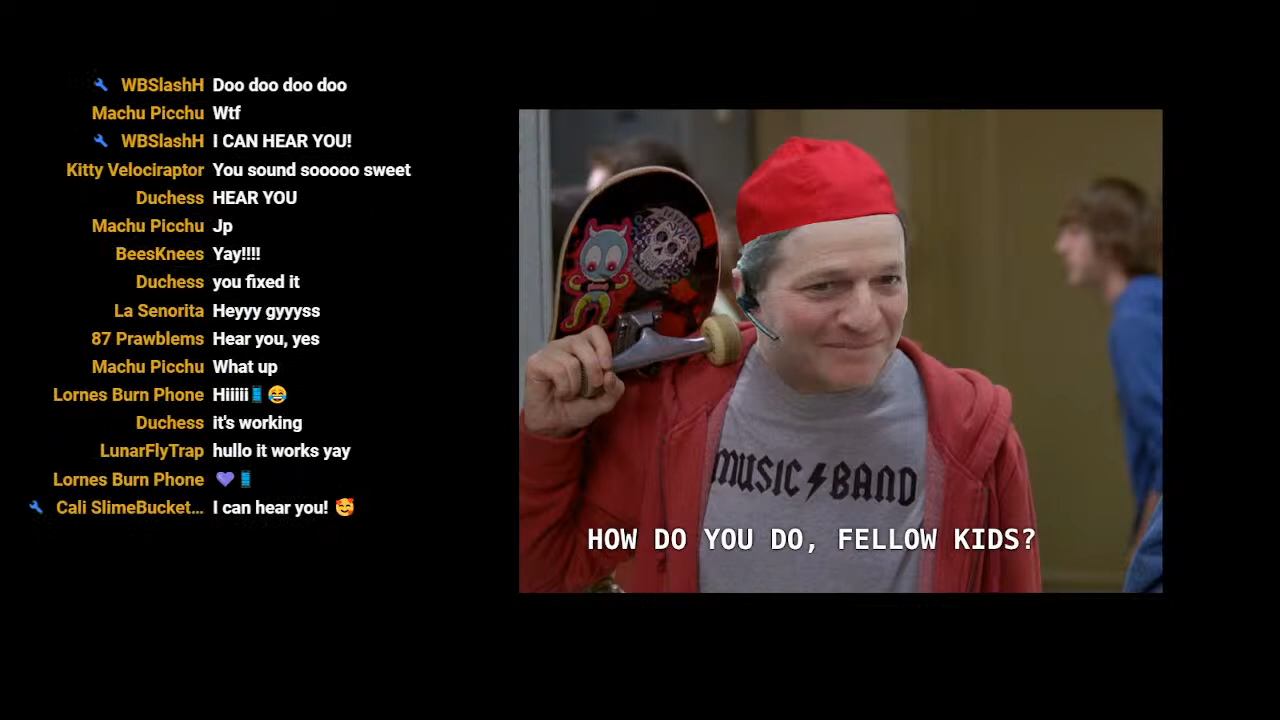 WBSlashH Doo doo doo doo
Machu Picchu Wtf
WBSlashH I CAN HEAR YOU!
Kitty Velociraptor You sound sooooo sweet
Duchess HEAR YOU
Machu Picchu Jp
BeesKnees Yay!!!!
Duchess you fixed it
La Senorita Heyyy gyyyss
87 Prawblems Hear you, yes
Machu Picchu What up
Lornes Burn Phone Hiiiii🧵😂
Duchess it's working
LunarFlyTrap hullo it works yay
Lornes Burn Phone 💜🧵
Cali SlimeBucket… I can hear you! 🥰
MUSIC⚡BAND
HOW DO YOU DO, FELLOW KIDS?